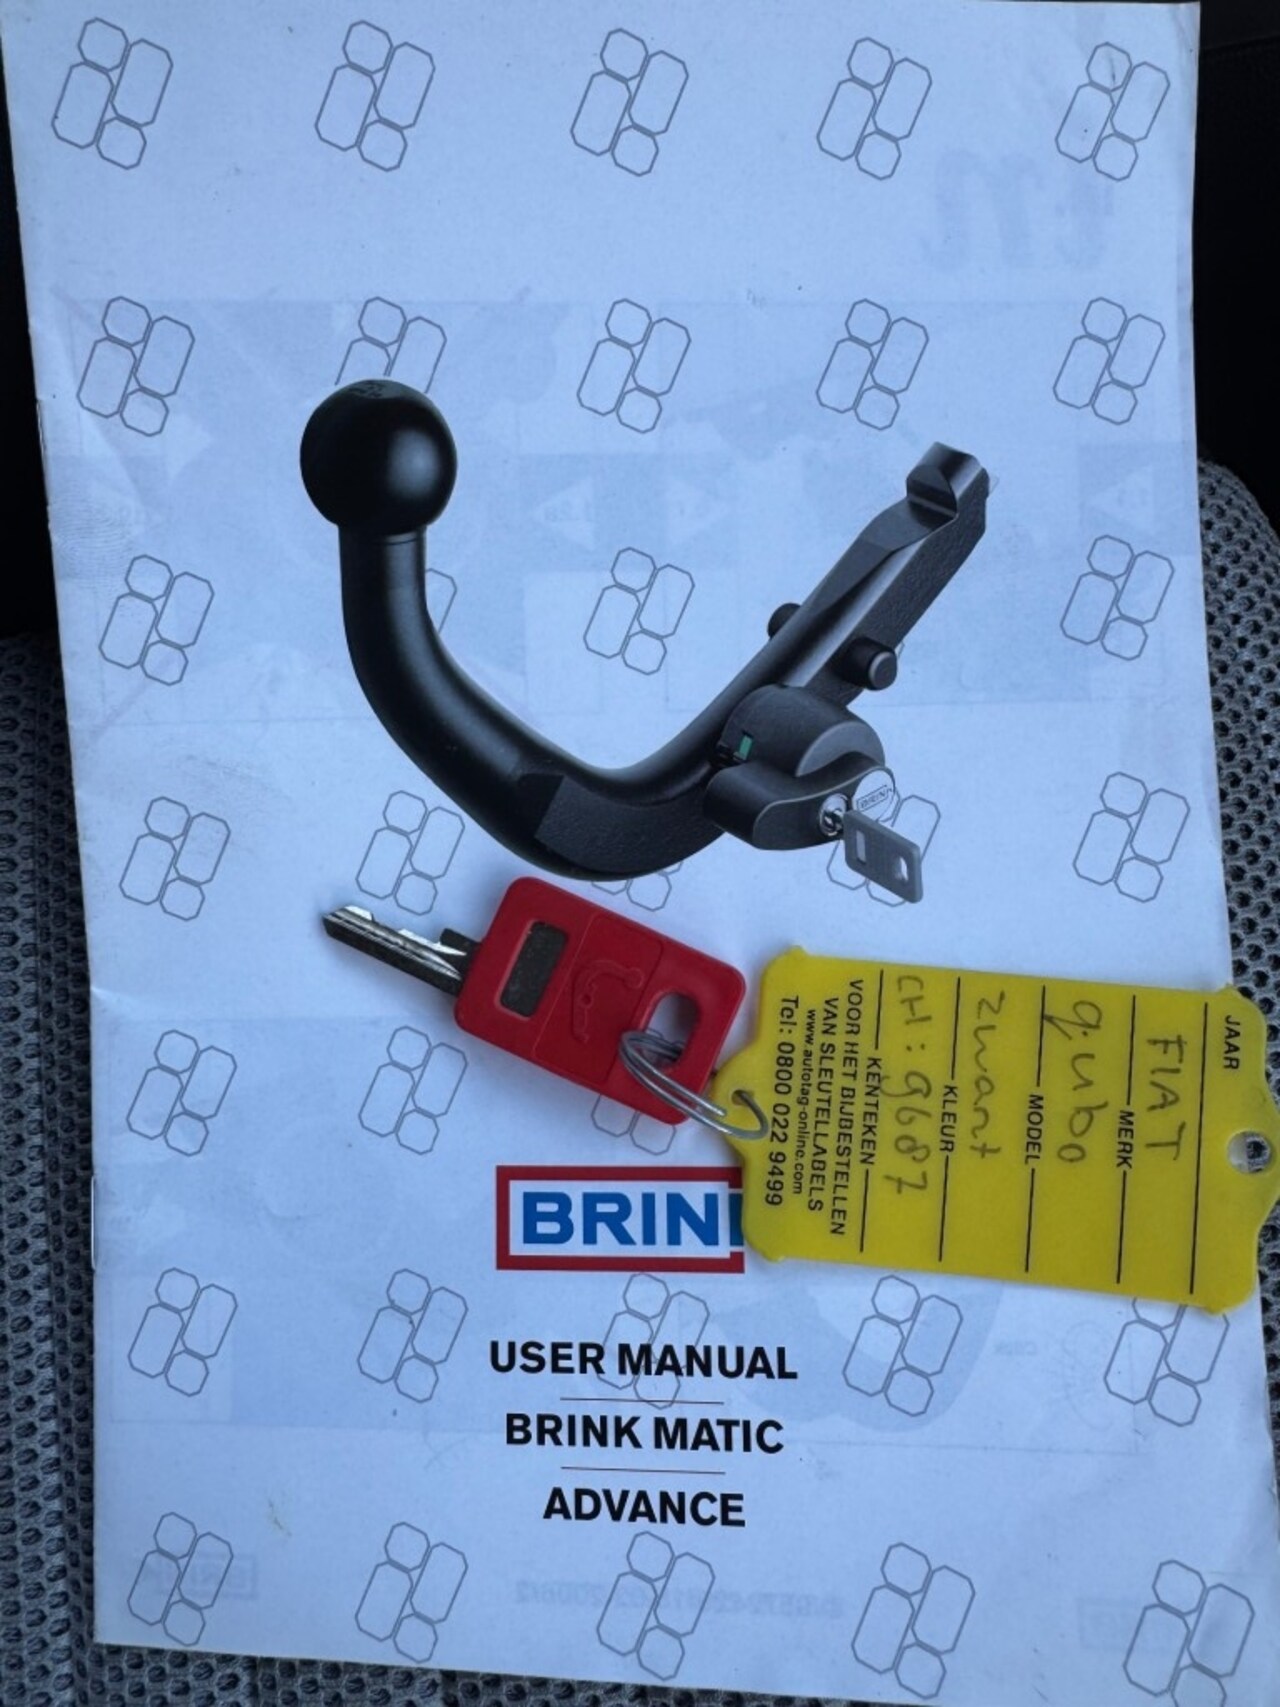 BRINK
BRIN
USER MANUAL
BRINK MATIC
ADVANCE
JAAR
FIAT
MERK
qubo
MODEL
zwart
KLEUR
CH: 9687
KENTEKEN
VOOR HET BIJBESTELLEN
VAN SLEUTELLABELS
www.autotag-online.com
Tel: 0800 022 9499